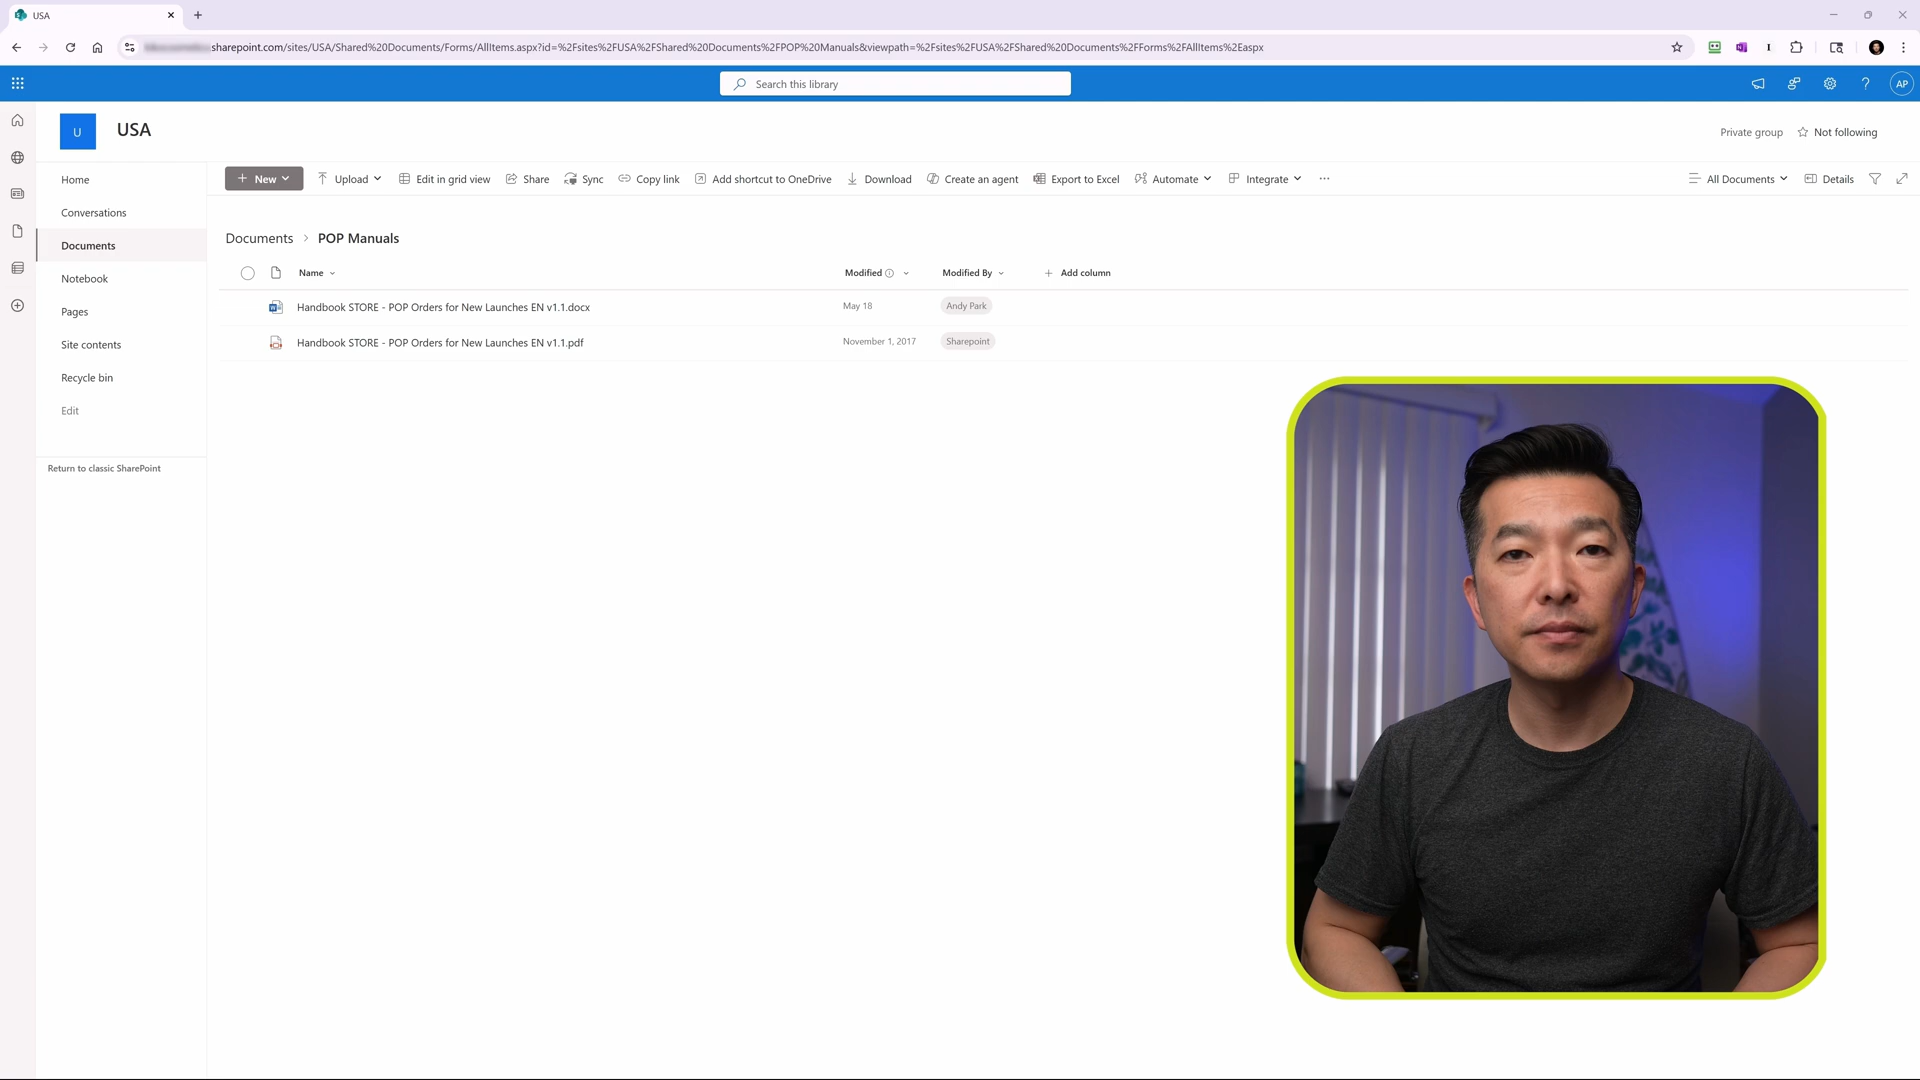 USA
sharepoint.com/sites/USA/Shared%20Documents/Forms/AllItems.aspx?id=%2Fsites%2FUSA%2FShared%20Documents%2FPOP%20Manuals&viewpath=%2Fsites%2FUSA%2FShared%20Documents%2FForms%2FAllItems%2Easpx
Search this library
AP
U
USA
Private group
Not following
Home
Conversations
Documents
Notebook
Pages
Site contents
Recycle bin
Edit
Return to classic SharePoint
New
Upload
Edit in grid view
Share
Sync
Copy link
Add shortcut to OneDrive
Download
Create an agent
Export to Excel
Automate
Integrate
All Documents
Details
Documents > POP Manuals
Name
Modified
Modified By
Add column
Handbook STORE - POP Orders for New Launches EN v1.1.docx
May 18
Andy Park
Handbook STORE - POP Orders for New Launches EN v1.1.pdf
November 1, 2017
Sharepoint